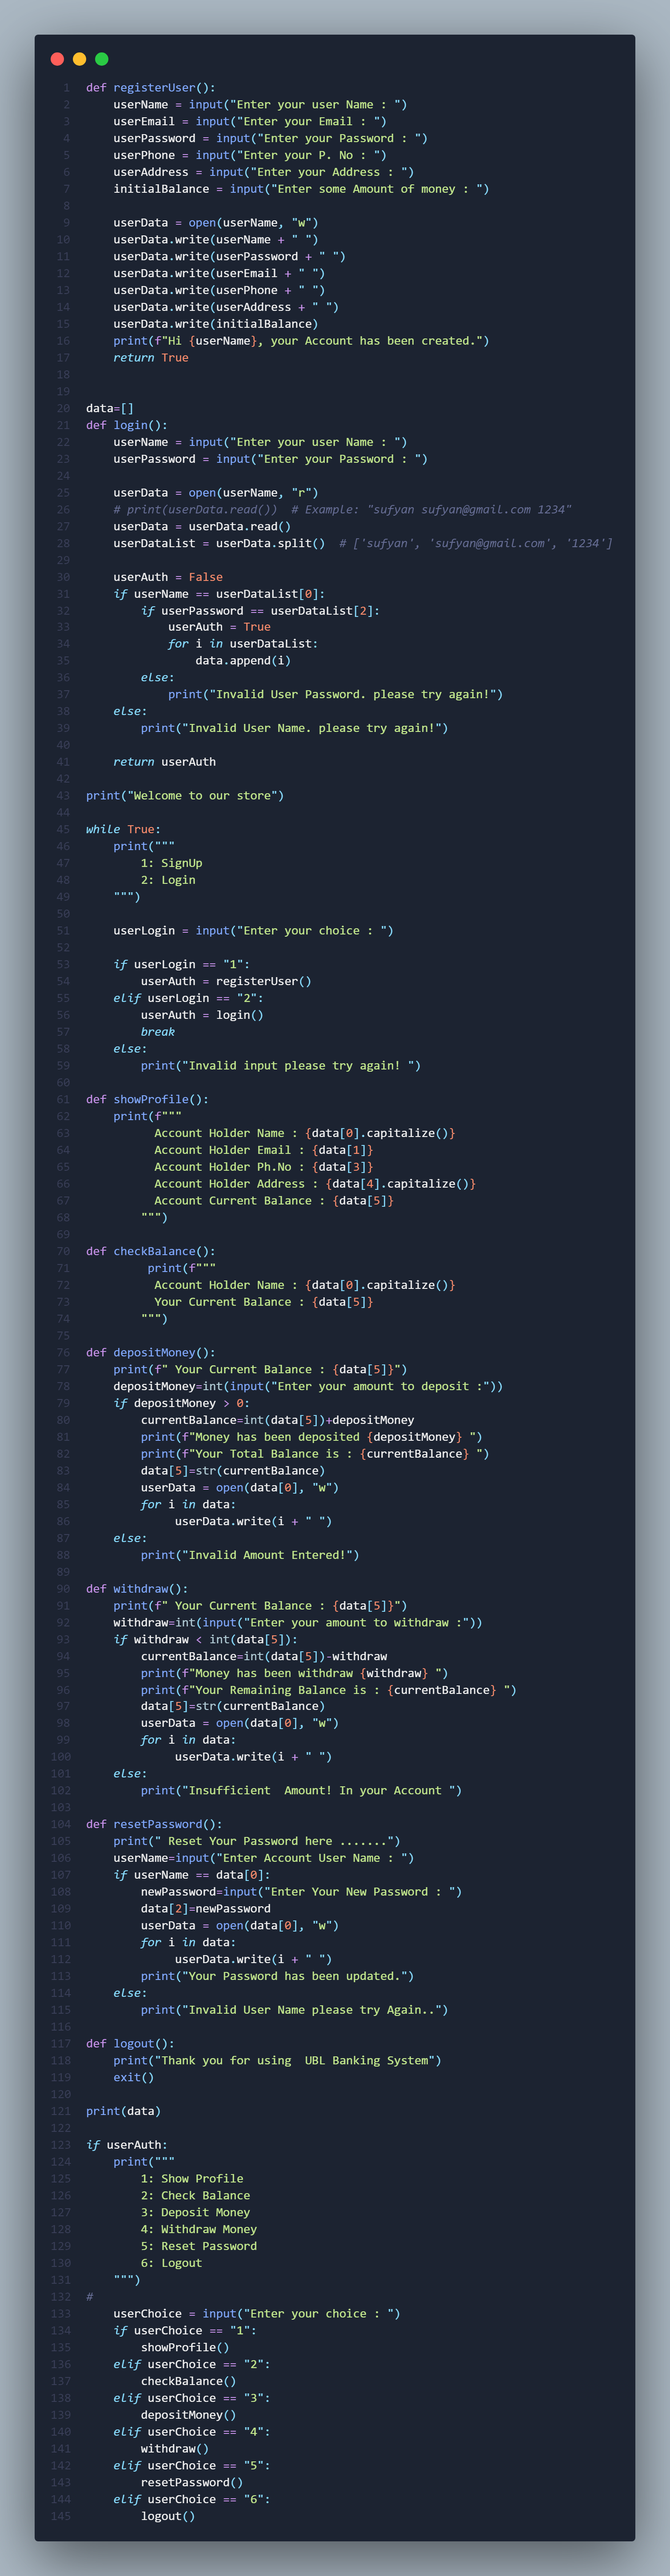 1 def registerUser():
2     userName = input("Enter your user Name : ")
3     userEmail = input("Enter your Email : ")
4     userPassword = input("Enter your Password : ")
5     userPhone = input("Enter your P. No : ")
6     userAddress = input("Enter your Address : ")
7     initialBalance = input("Enter some Amount of money : ")
8
9     userData = open(userName, "w")
10     userData.write(userName + " ")
11     userData.write(userPassword + " ")
12     userData.write(userEmail + " ")
13     userData.write(userPhone + " ")
14     userData.write(userAddress + " ")
15     userData.write(initialBalance)
16     print(f"Hi {userName}, your Account has been created.")
17     return True
18
19
20 data=[]
21 def login():
22     userName = input("Enter your user Name : ")
23     userPassword = input("Enter your Password : ")
24
25     userData = open(userName, "r")
26     # print(userData.read())  # Example: "sufyan sufyan@gmail.com 1234"
27     userData = userData.read()
28     userDataList = userData.split()  # ['sufyan', 'sufyan@gmail.com', '1234']
29
30     userAuth = False
31     if userName == userDataList[0]:
32         if userPassword == userDataList[2]:
33             userAuth = True
34             for i in userDataList:
35                 data.append(i)
36         else:
37             print("Invalid User Password. please try again!")
38     else:
39         print("Invalid User Name. please try again!")
40
41     return userAuth
42
43 print("Welcome to our store")
44
45 while True:
46     print("""
47         1: SignUp
48         2: Login
49     """)
50
51     userLogin = input("Enter your choice : ")
52
53     if userLogin == "1":
54         userAuth = registerUser()
55     elif userLogin == "2":
56         userAuth = login()
57         break
58     else:
59         print("Invalid input please try again! ")
60
61 def showProfile():
62     print(f"""
63           Account Holder Name : {data[0].capitalize()}
64           Account Holder Email : {data[1]}
65           Account Holder Ph.No : {data[3]}
66           Account Holder Address : {data[4].capitalize()}
67           Account Current Balance : {data[5]}
68         """)
69
70 def checkBalance():
71          print(f"""
72           Account Holder Name : {data[0].capitalize()}
73           Your Current Balance : {data[5]}
74         """)
75
76 def depositMoney():
77     print(f" Your Current Balance : {data[5]}")
78     depositMoney=int(input("Enter your amount to deposit :"))
79     if depositMoney > 0:
80         currentBalance=int(data[5])+depositMoney
81         print(f"Money has been deposited {depositMoney} ")
82         print(f"Your Total Balance is : {currentBalance} ")
83         data[5]=str(currentBalance)
84         userData = open(data[0], "w")
85         for i in data:
86              userData.write(i + " ")
87     else:
88         print("Invalid Amount Entered!")
89
90 def withdraw():
91     print(f" Your Current Balance : {data[5]}")
92     withdraw=int(input("Enter your amount to withdraw :"))
93     if withdraw < int(data[5]):
94         currentBalance=int(data[5])-withdraw
95         print(f"Money has been withdraw {withdraw} ")
96         print(f"Your Remaining Balance is : {currentBalance} ")
97         data[5]=str(currentBalance)
98         userData = open(data[0], "w")
99         for i in data:
100              userData.write(i + " ")
101     else:
102         print("Insufficient  Amount! In your Account ")
103
104 def resetPassword():
105     print(" Reset Your Password here .......")
106     userName=input("Enter Account User Name : ")
107     if userName == data[0]:
108         newPassword=input("Enter Your New Password : ")
109         data[2]=newPassword
110         userData = open(data[0], "w")
111         for i in data:
112              userData.write(i + " ")
113         print("Your Password has been updated.")
114     else:
115         print("Invalid User Name please try Again..")
116
117 def logout():
118     print("Thank you for using  UBL Banking System")
119     exit()
120
121 print(data)
122
123 if userAuth:
124     print("""
125         1: Show Profile
126         2: Check Balance
127         3: Deposit Money
128         4: Withdraw Money
129         5: Reset Password
130         6: Logout
131     """)
132 #
133     userChoice = input("Enter your choice : ")
134     if userChoice == "1":
135         showProfile()
136     elif userChoice == "2":
137         checkBalance()
138     elif userChoice == "3":
139         depositMoney()
140     elif userChoice == "4":
141         withdraw()
142     elif userChoice == "5":
143         resetPassword()
144     elif userChoice == "6":
145         logout()